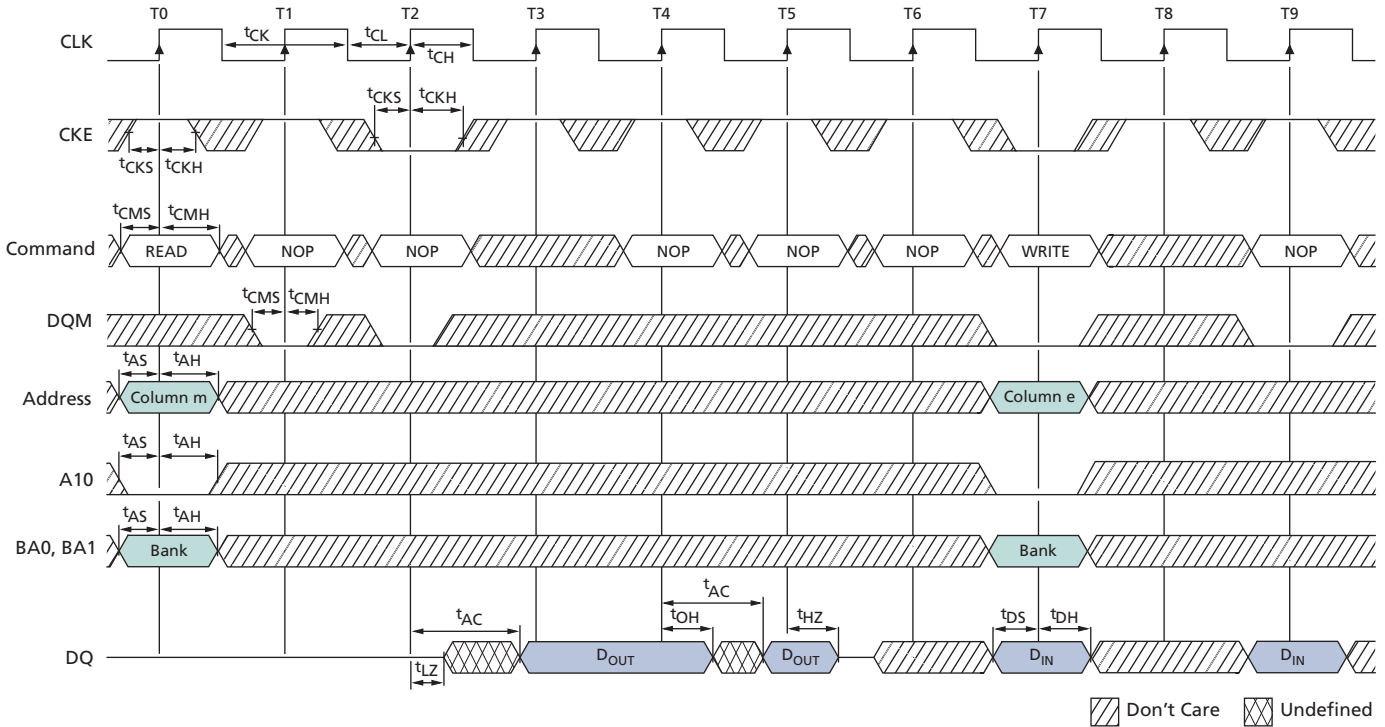 T0 T1 T2 T3 T4 T5 T6 T7 T8 T9
CLK
tCK tCL
tCH
tCKS tCKH
CKE
tCKS tCKH
tCMS tCMH
Command READ NOP NOP NOP NOP NOP WRITE NOP
tCMS tCMH
DQM
tAS tAH
Address Column m Column e
tAS tAH
A10
tAS tAH
BA0, BA1 Bank Bank
tAC tAC tOH tHZ tDS tDH
DQ DOUT DOUT DIN DIN
tLZ
Don't Care Undefined